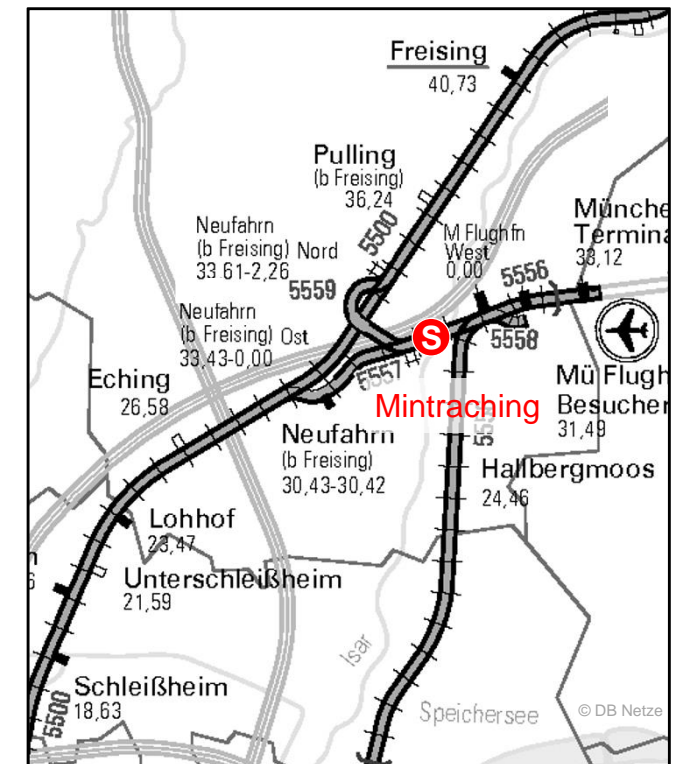 Freising
40,73
Pulling
(b Freising)
36,24
5500
Neufahrn
(b Freising) Nord
33 61-2,26
5559
M Flughfn
West
0,00
5556
Münche
Termina
33,12
Neufahrn
(b Freising) Ost
33,43-0,00
S
5558
Eching
26,58
5557
Mintraching
Mü Flugh
Besucher
31,49
Neufahrn
(b Freising)
30,43-30,42
Hallbergmoos
24,46
Lohhof
23,47
Unterschleißheim
21,59
Isar
Schleißheim
18,63
5500
Speichersee
© DB Netze